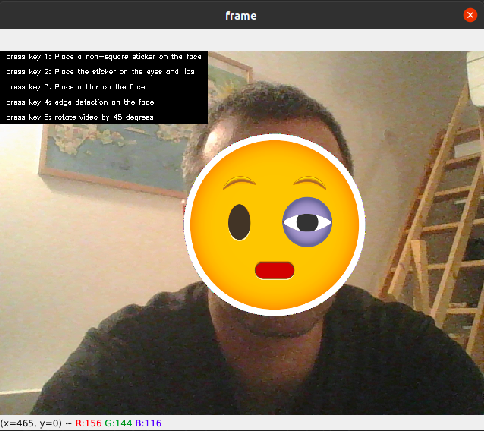 frame
press key 1: Place a non-square sticker on the face
press key 2: Place the sticker on the eyes and lips
press key 3: Place a blur on the face
press key 4: edge detection on the face
press key 5: rotate video by 45 degrees
(x=465, y=0) ~ R:156 G:144 B:116